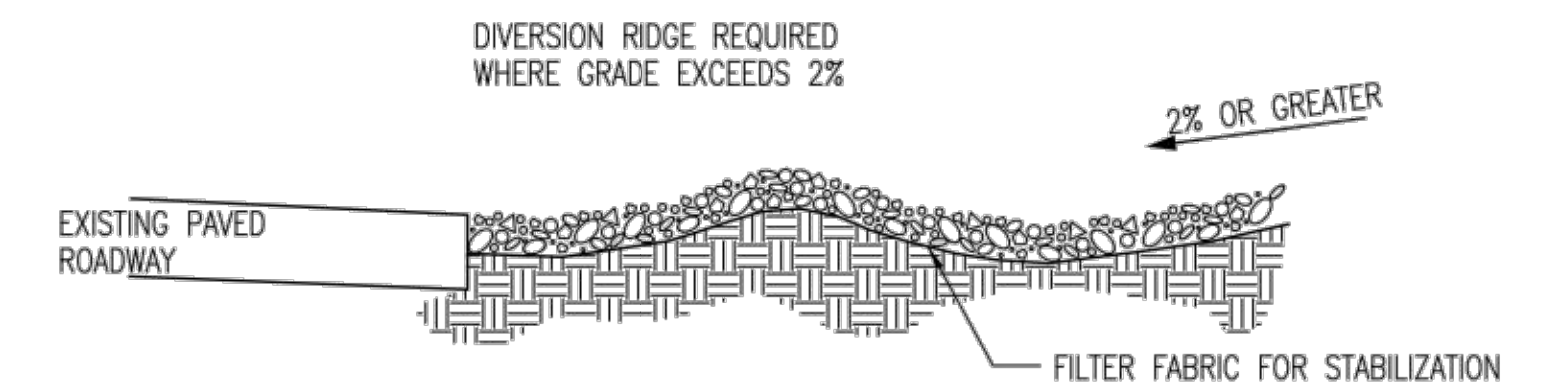 DIVERSION RIDGE REQUIRED
WHERE GRADE EXCEEDS 2%
2% OR GREATER
EXISTING PAVED
ROADWAY
FILTER FABRIC FOR STABILIZATION